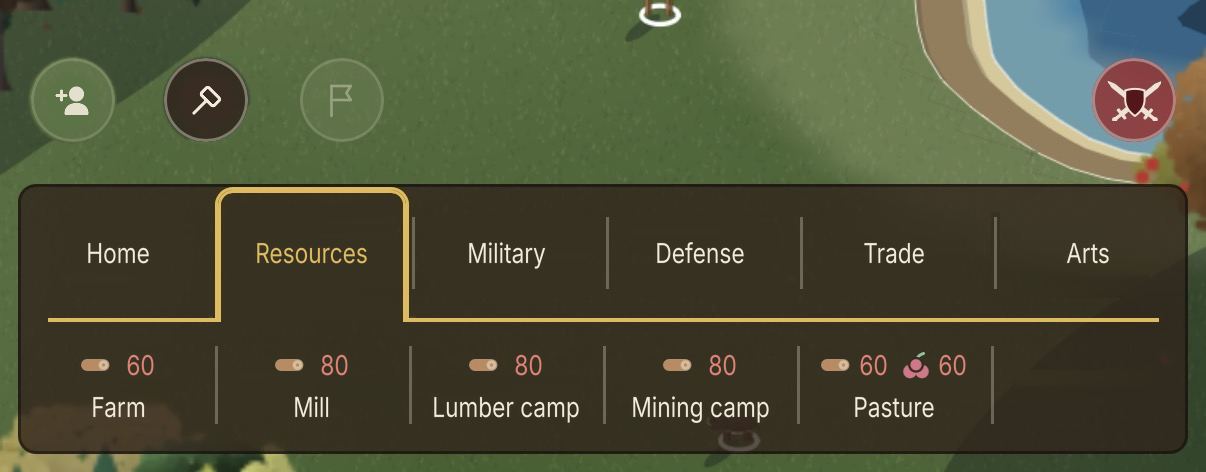 Home Resources Military Defense Trade Arts
60 80 80 80 60 60
Farm Mill Lumber camp Mining camp Pasture